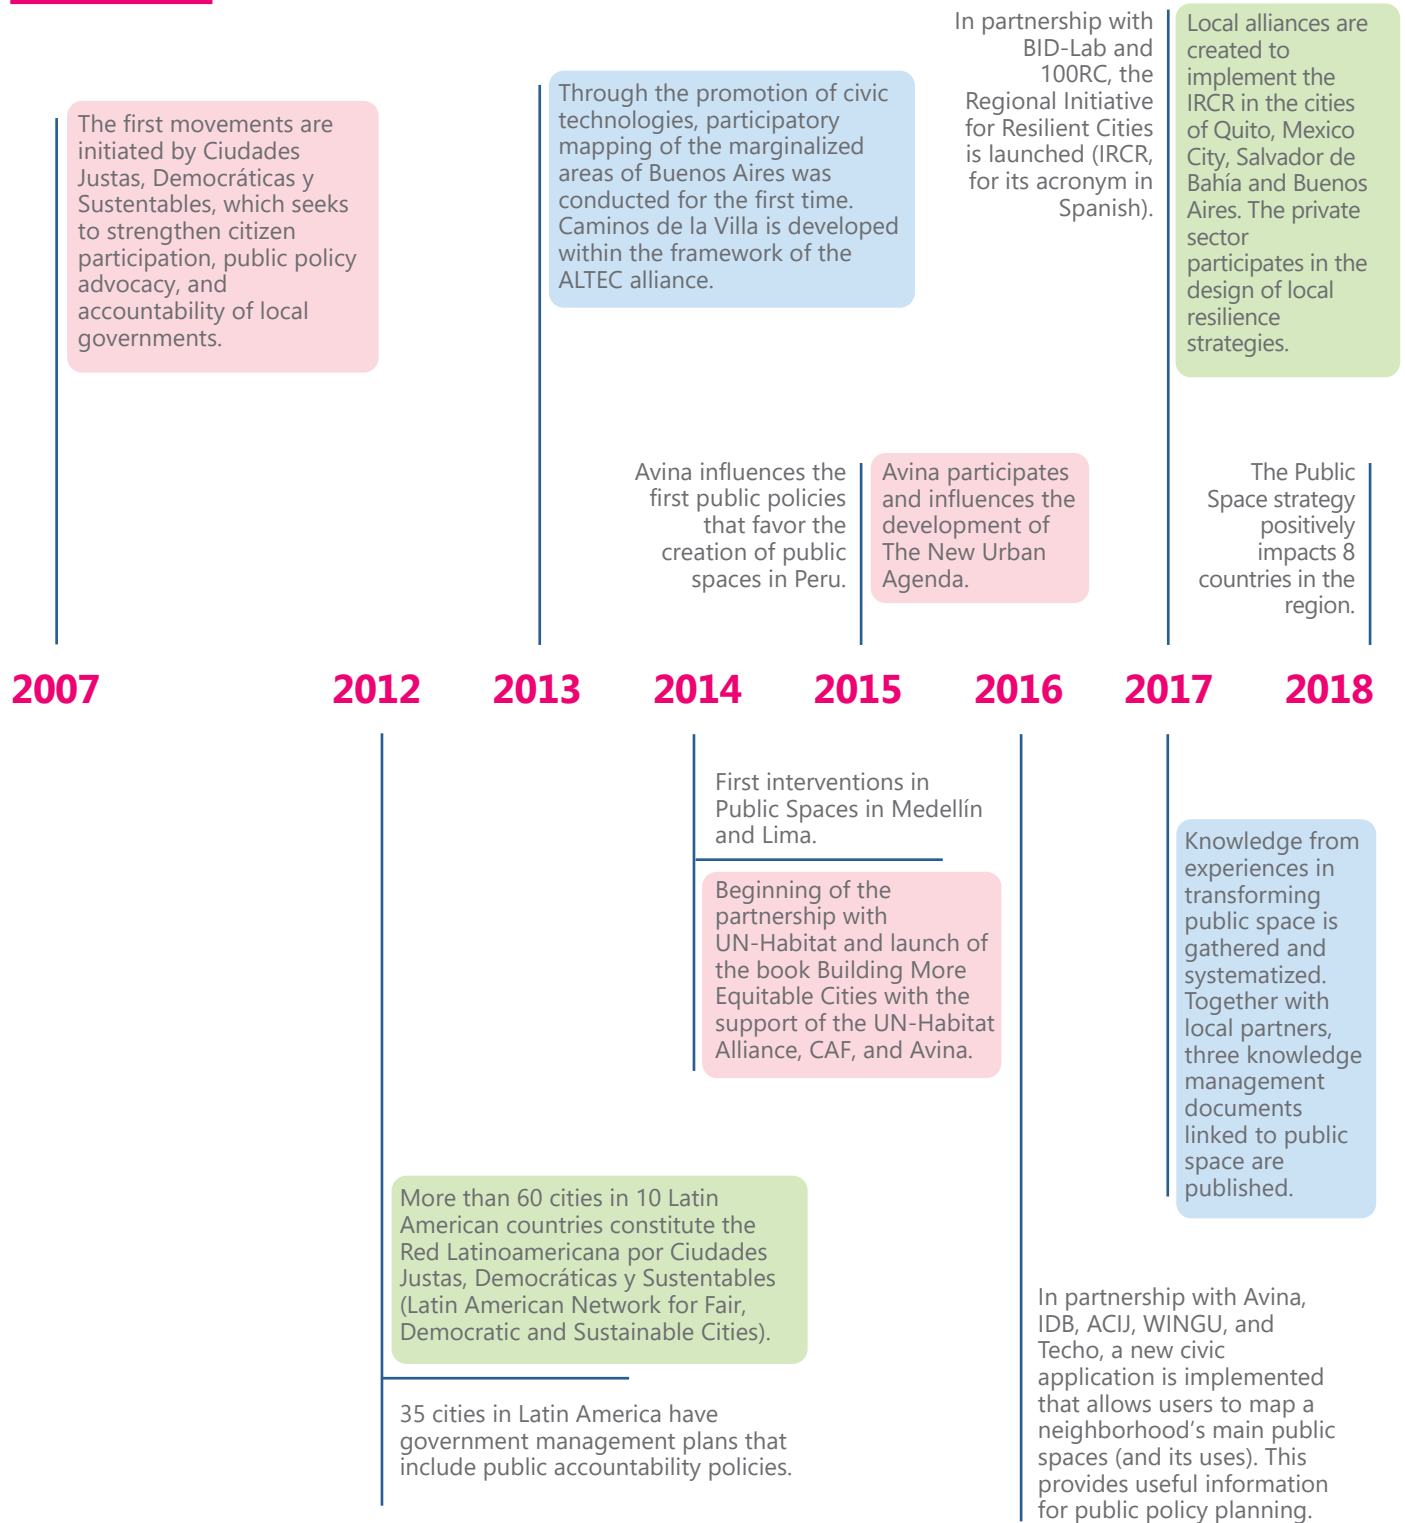 The first movements are
initiated by Ciudades
Justas, Democráticas y
Sustentables, which seeks
to strengthen citizen
participation, public policy
advocacy, and
accountability of local
governments.
Through the promotion of civic
technologies, participatory
mapping of the marginalized
areas of Buenos Aires was
conducted for the first time.
Caminos de la Villa is developed
within the framework of the
ALTEC alliance.
In partnership with
BID-Lab and
100RC, the
Regional Initiative
for Resilient Cities
is launched (IRCR,
for its acronym in
Spanish).
Local alliances are
created to
implement the
IRCR in the cities
of Quito, Mexico
City, Salvador de
Bahía and Buenos
Aires. The private
sector
participates in the
design of local
resilience
strategies.
Avina influences the
first public policies
that favor the
creation of public
spaces in Peru.
Avina participates
and influences the
development of
The New Urban
Agenda.
The Public
Space strategy
positively
impacts 8
countries in the
region.
2007 2012 2013 2014 2015 2016 2017 2018
First interventions in
Public Spaces in Medellín
and Lima.
Beginning of the
partnership with
UN-Habitat and launch of
the book Building More
Equitable Cities with the
support of the UN-Habitat
Alliance, CAF, and Avina.
Knowledge from
experiences in
transforming
public space is
gathered and
systematized.
Together with
local partners,
three knowledge
management
documents
linked to public
space are
published.
More than 60 cities in 10 Latin
American countries constitute the
Red Latinoamericana por Ciudades
Justas, Democráticas y Sustentables
(Latin American Network for Fair,
Democratic and Sustainable Cities).
35 cities in Latin America have
government management plans that
include public accountability policies.
In partnership with Avina,
IDB, ACIJ, WINGU, and
Techo, a new civic
application is implemented
that allows users to map a
neighborhood's main public
spaces (and its uses). This
provides useful information
for public policy planning.